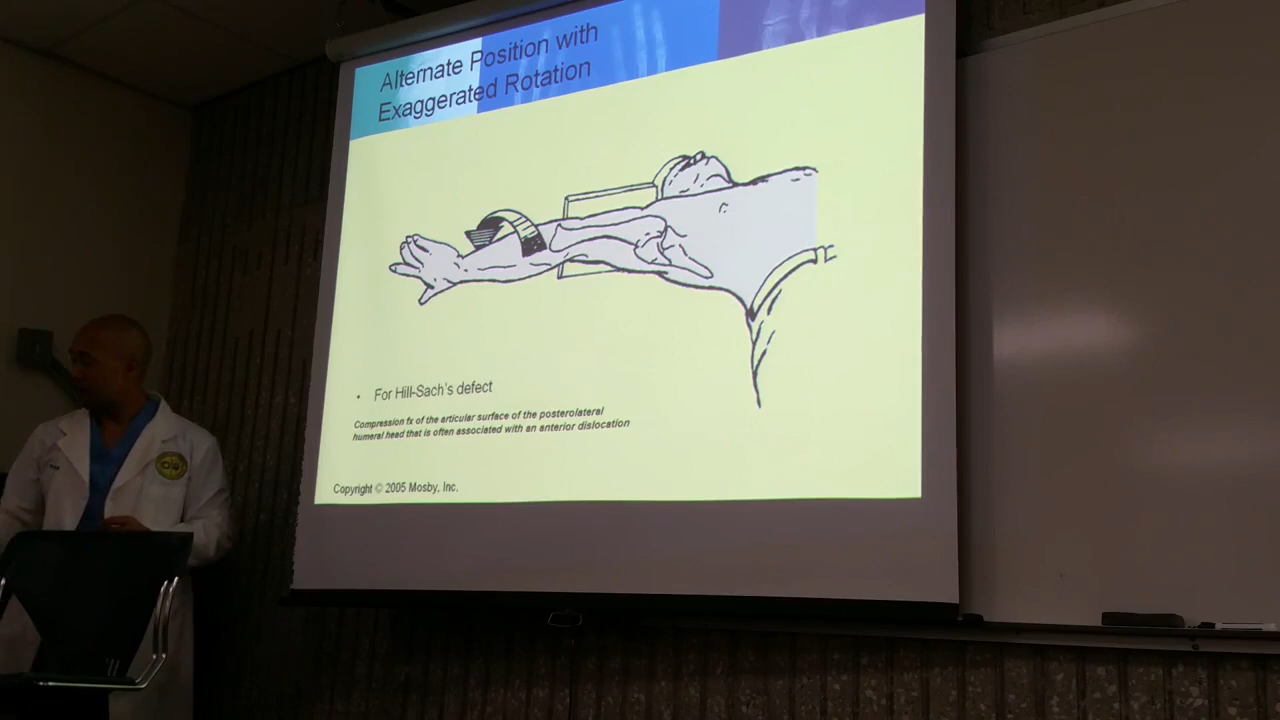 Alternate Position with
Exaggerated Rotation
• For Hill-Sach's defect
Compression fx of the articular surface of the posterolateral
humeral head that is often associated with an anterior dislocation
Copyright © 2005 Mosby, Inc.